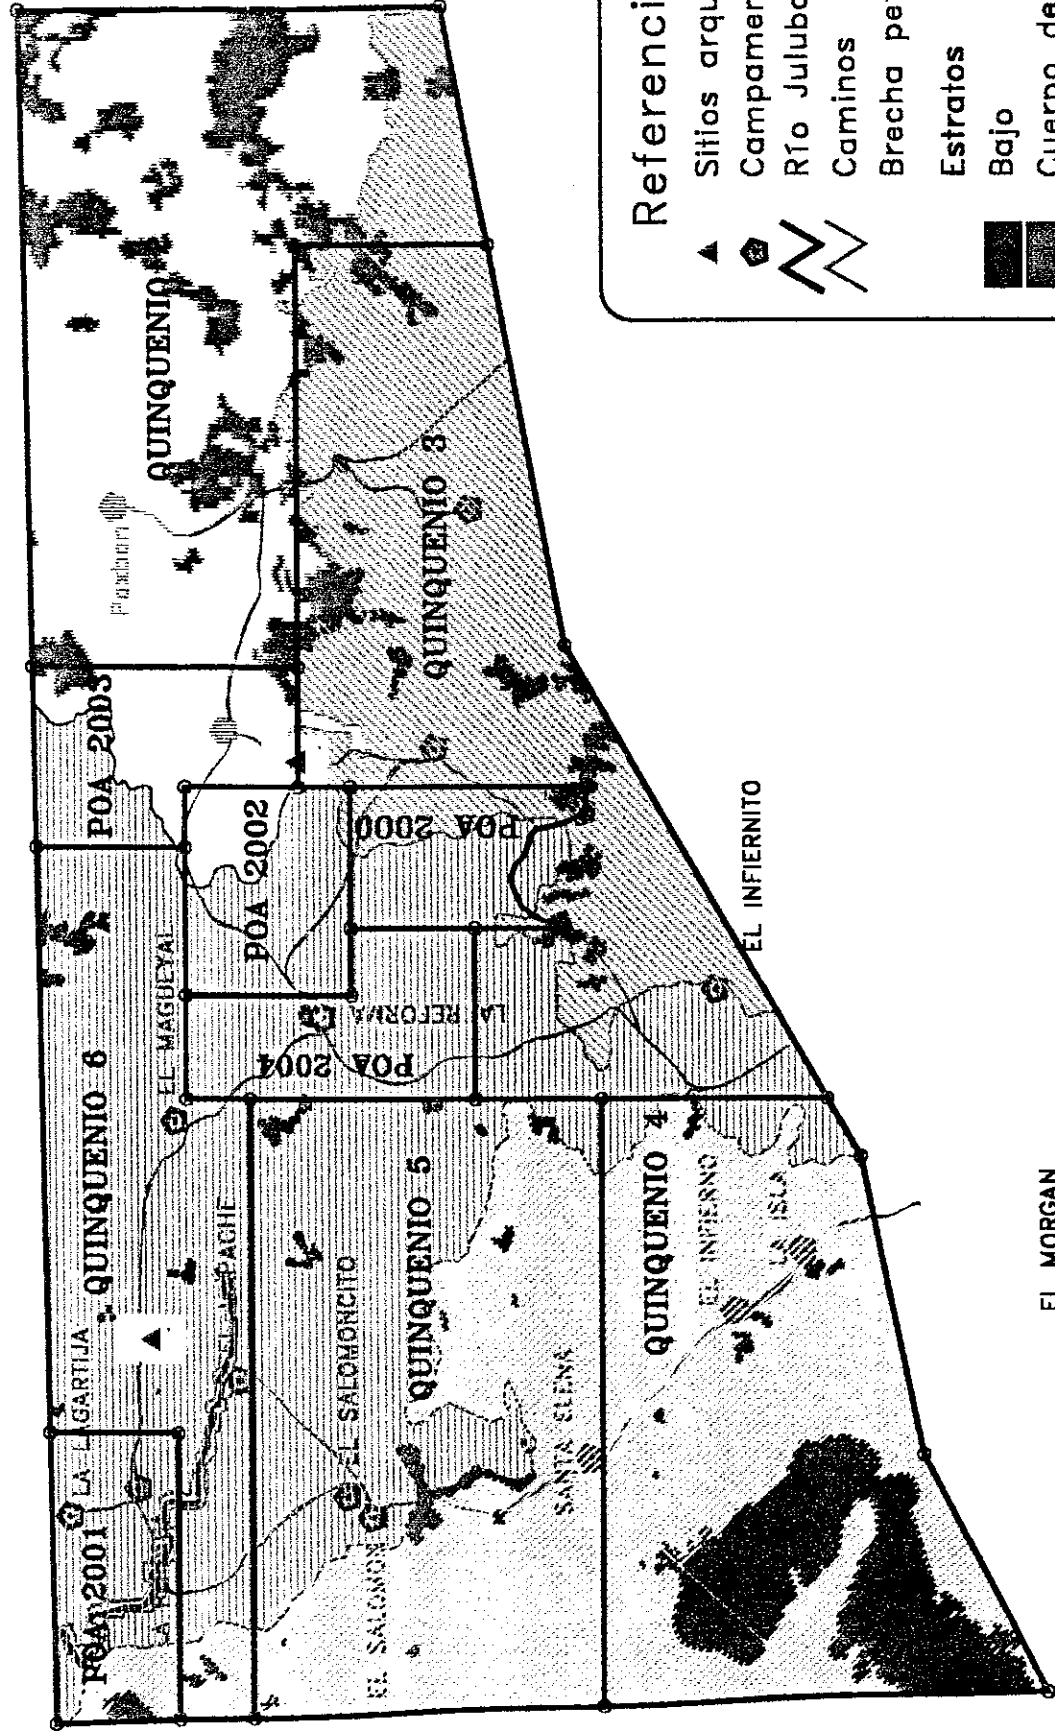 QUINQUENIO
Paxban
POA 2003
POA 2002
POA 2000
QUINQUENIO 3
QUINQUENIO 6
EL MAGUEYAL
LA REFORMA
POA 2004
EL INFIERNITO
LA LAGARTIJA
POA 2001
EL APACHE
QUINQUENIO 5
EL SALOMONCITO
EL SALOMON
SANTA ELENA
QUINQUENIO 4
EL INFIERNO
LA ISLA
EL MORGAN
Referenci
Sitios arqu
Campamen
Río Juluba
Caminos
Brecha pe
Estratos
Bajo
Cuerpo de